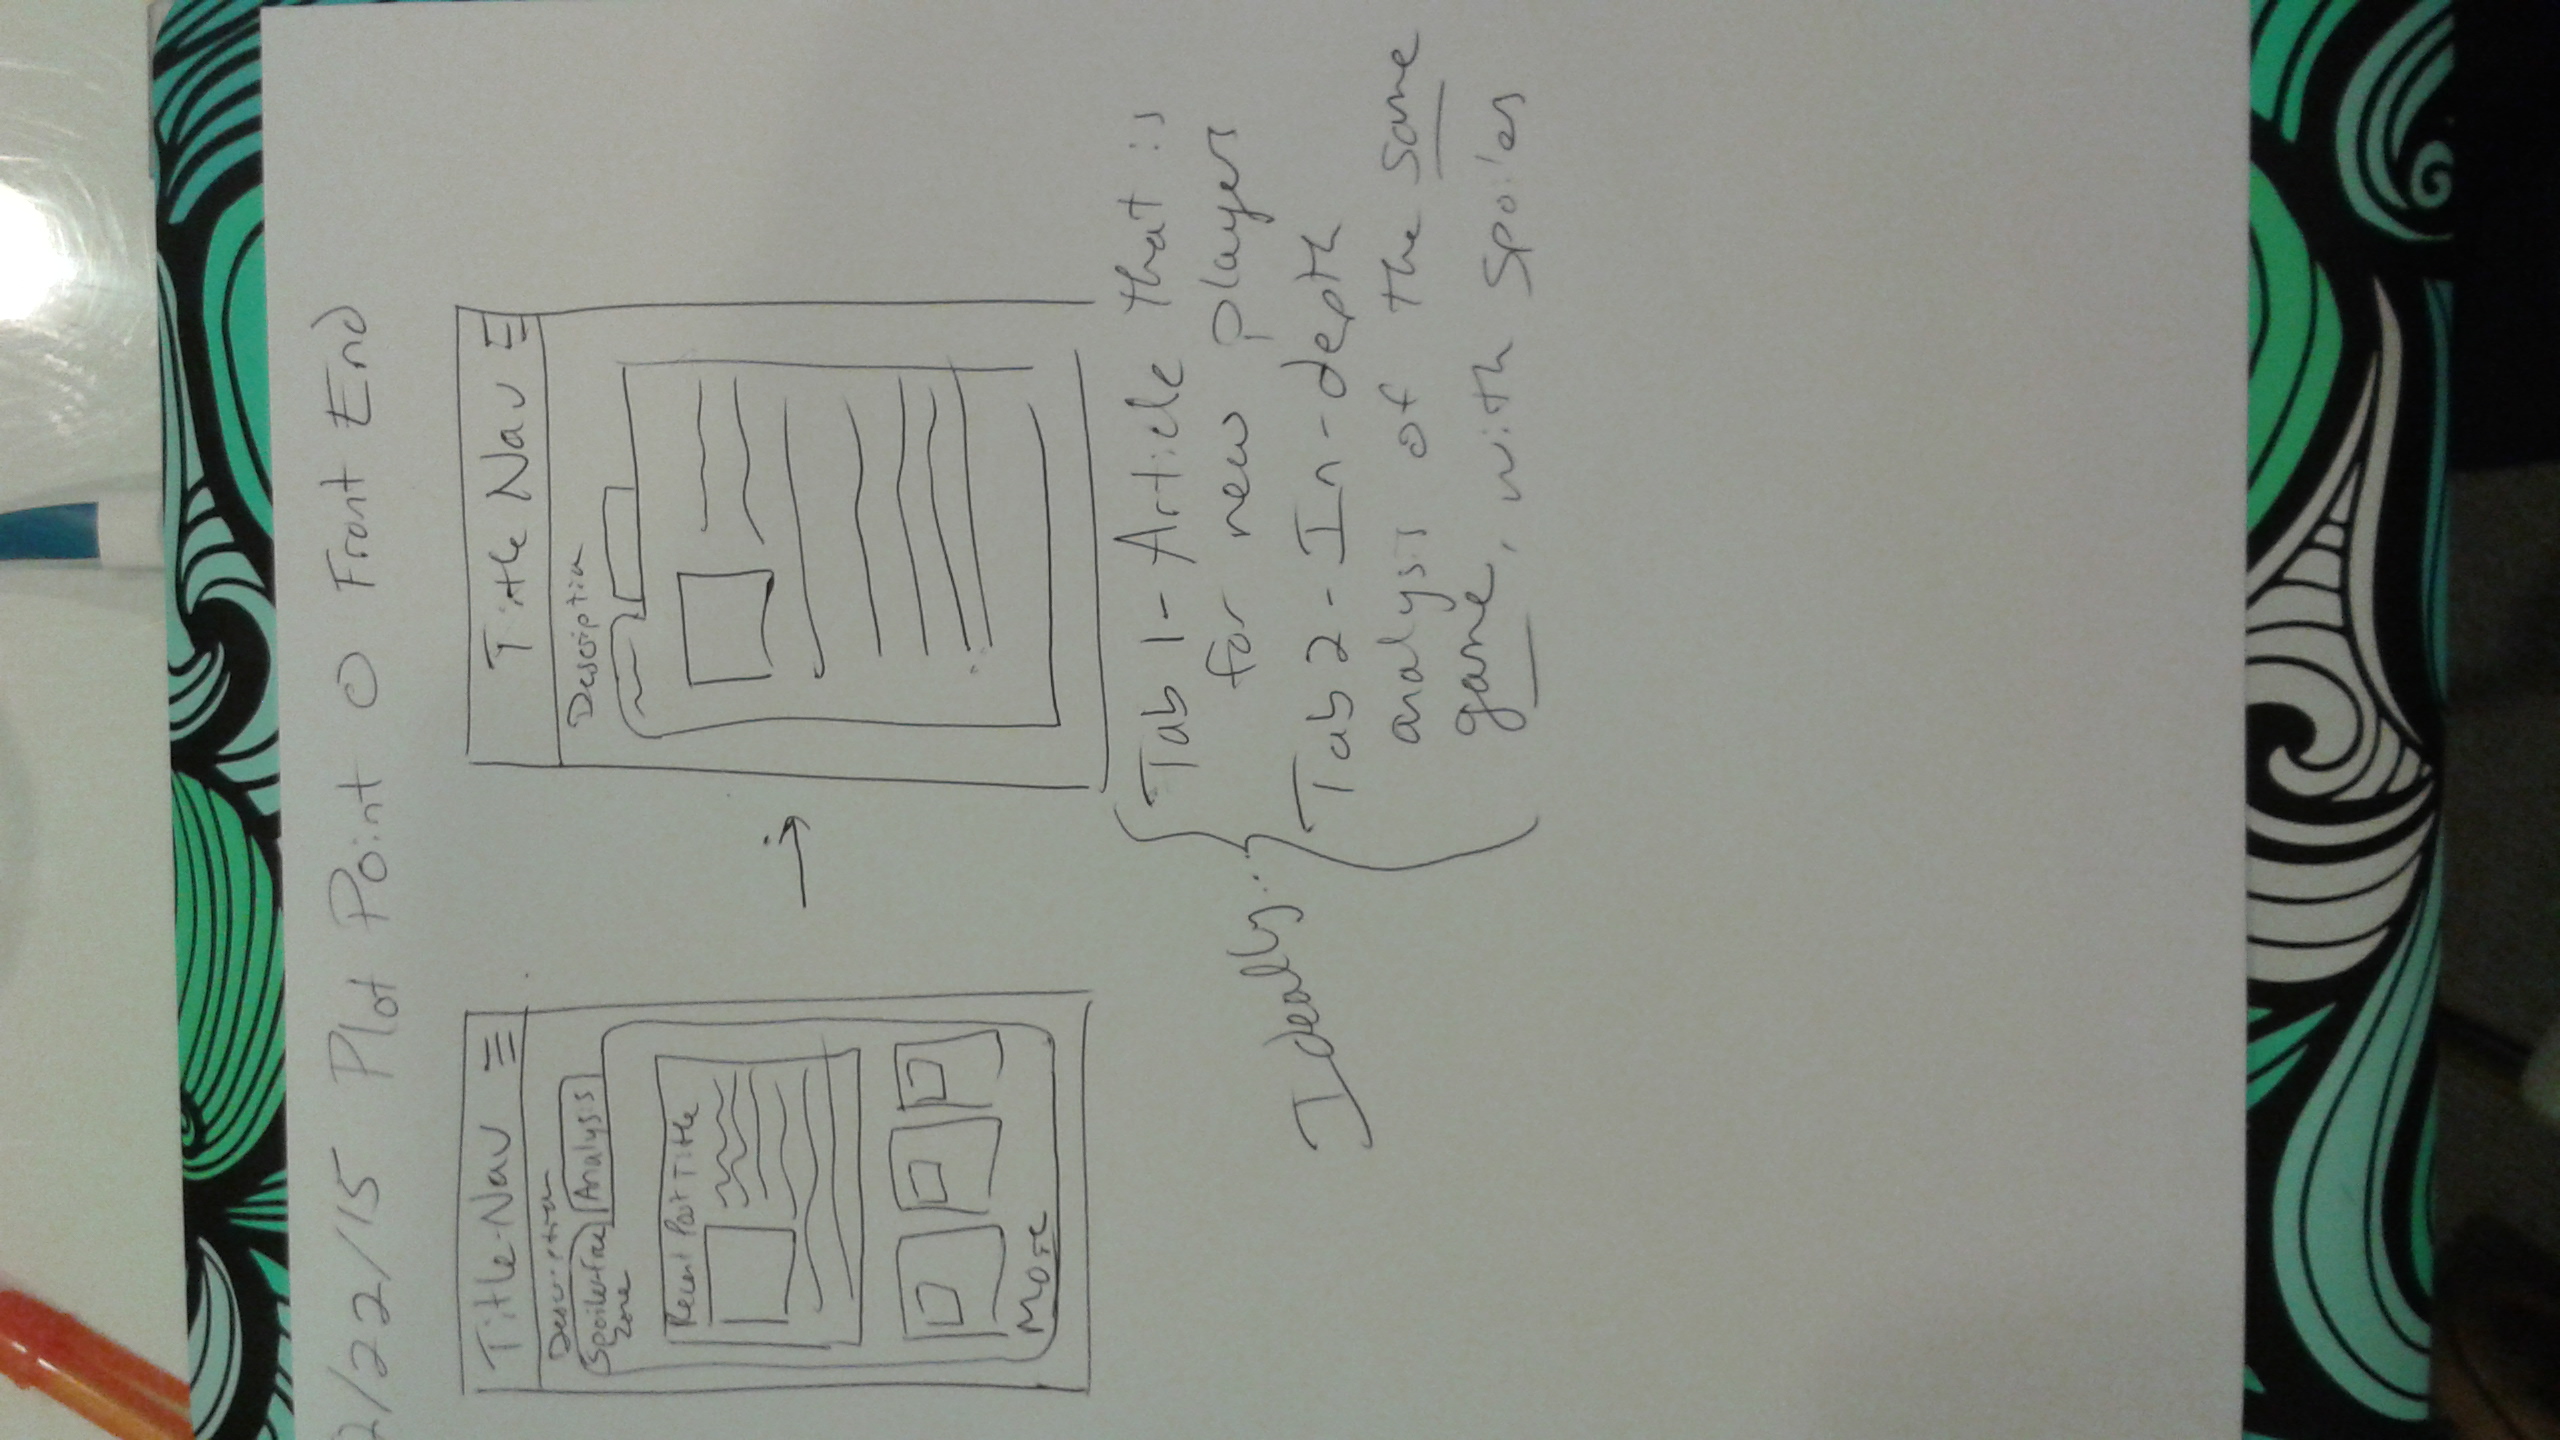 2/22/15 Plot Point O Front End
Title-Nav
Description
Spoiler-free Analysis
Zone
Recent Post Title
More
Title Nav
Description
Ideally...
Tab 1 - Article that is
for new players
Tab 2 - In-depth
analysis of the same
game, with spoilers